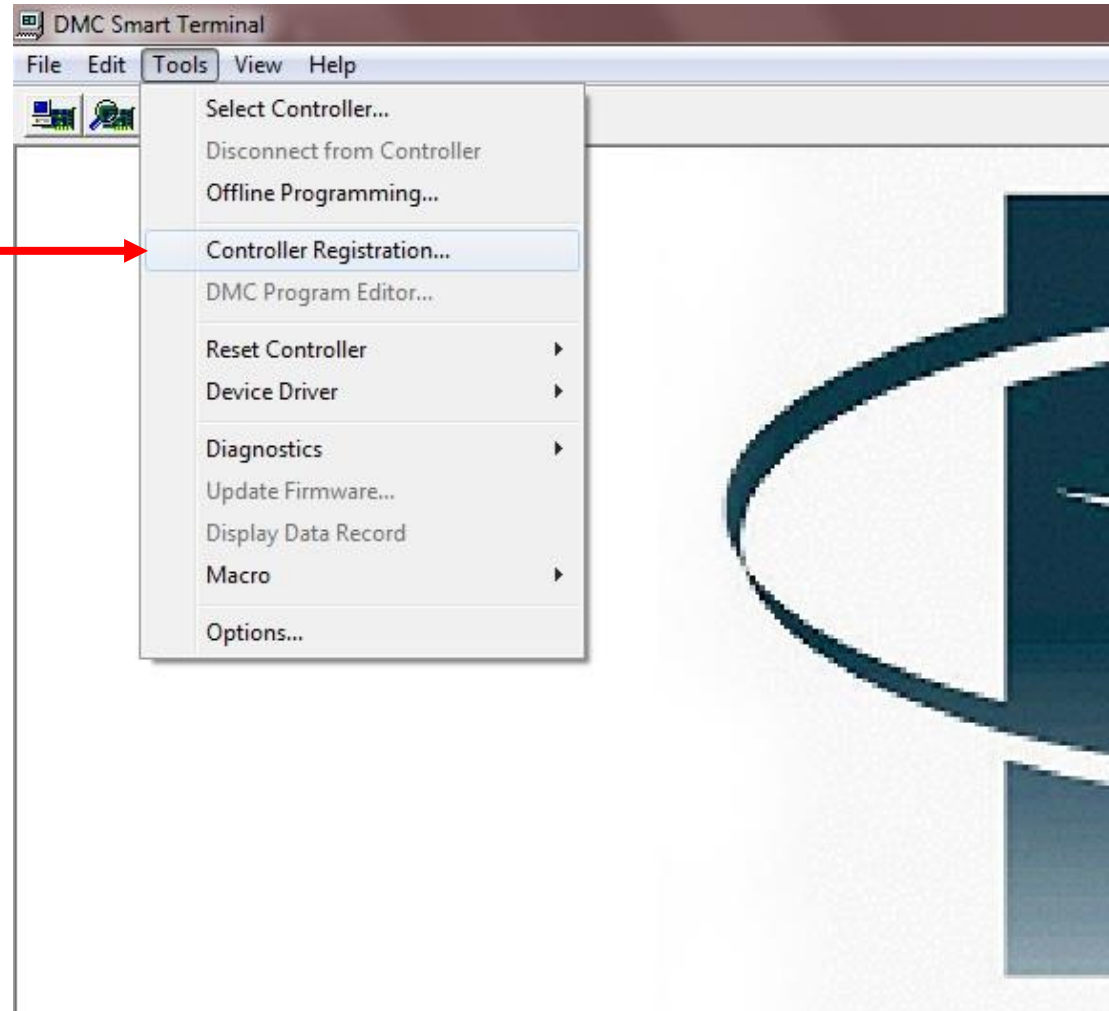 DMC Smart Terminal
File Edit Tools View Help
Select Controller...
Disconnect from Controller
Offline Programming...
Controller Registration...
DMC Program Editor...
Reset Controller
Device Driver
Diagnostics
Update Firmware...
Display Data Record
Macro
Options...